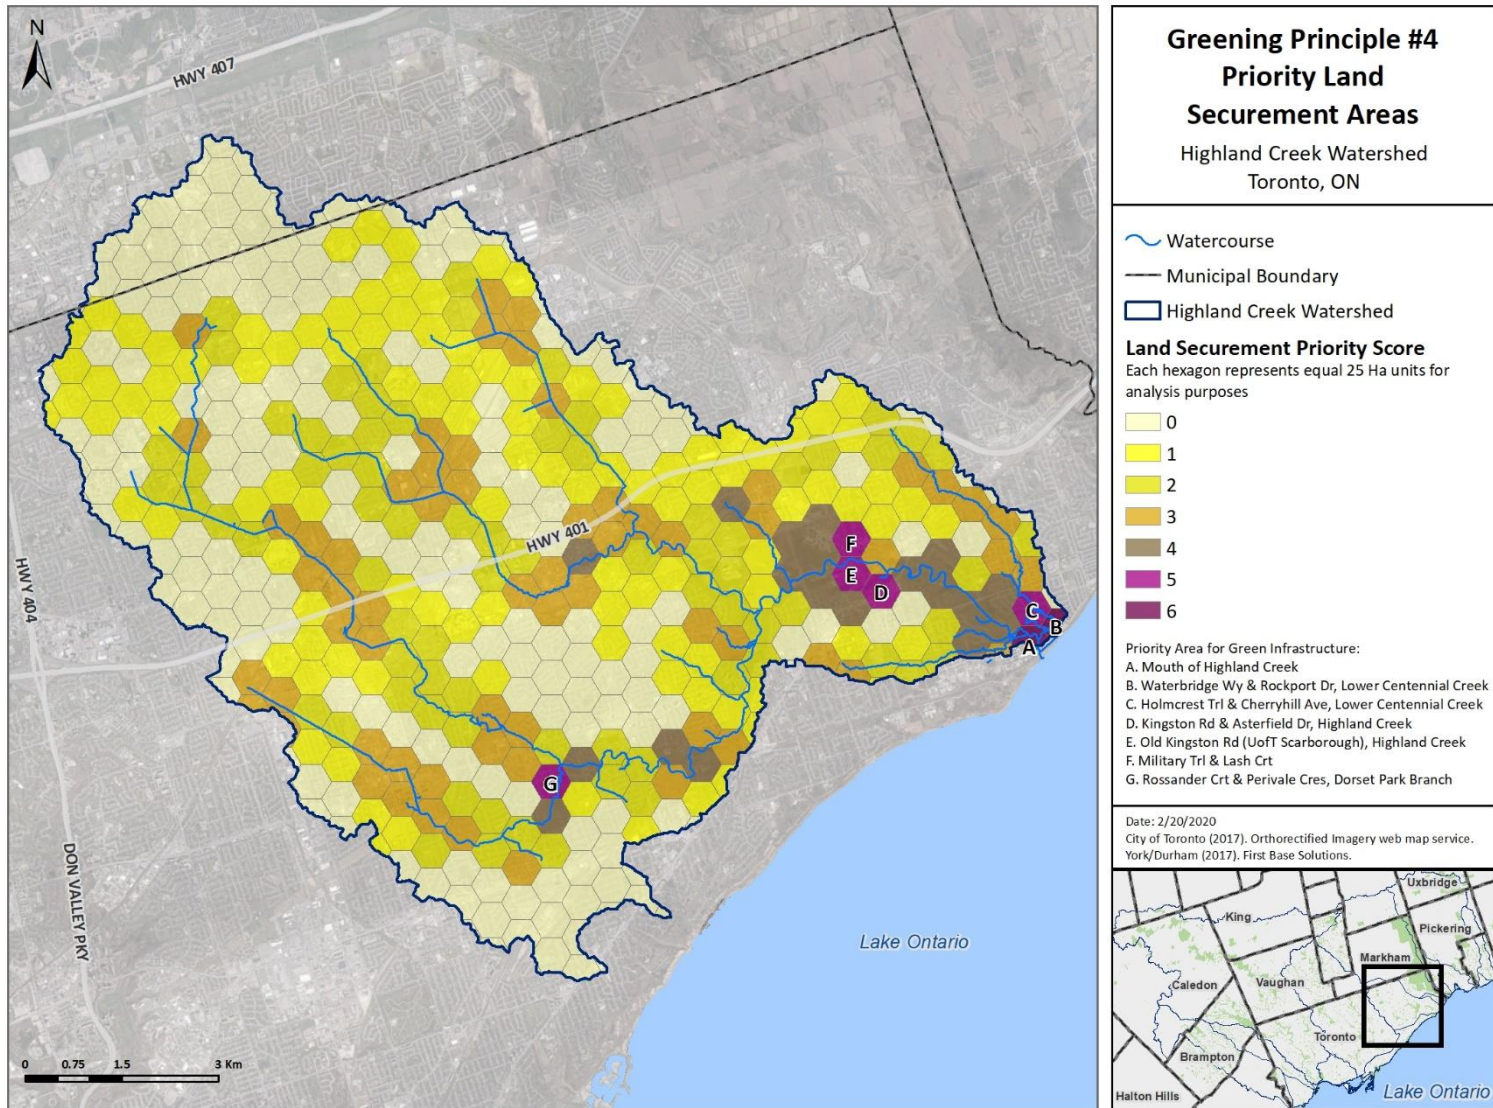 Greening Principle #4
Priority Land
Securement Areas
Highland Creek Watershed
Toronto, ON
Watercourse
Municipal Boundary
Highland Creek Watershed
Land Securement Priority Score
Each hexagon represents equal 25 Ha units for
analysis purposes
0
1
2
3
4
5
6
Priority Area for Green Infrastructure:
A. Mouth of Highland Creek
B. Waterbridge Wy & Rockport Dr, Lower Centennial Creek
C. Holmcrest Trl & Cherryhill Ave, Lower Centennial Creek
D. Kingston Rd & Asterfield Dr, Highland Creek
E. Old Kingston Rd (UofT Scarborough), Highland Creek
F. Military Trl & Lash Crt
G. Rossander Crt & Perivale Cres, Dorset Park Branch
Date: 2/20/2020
City of Toronto (2017). Orthorectified Imagery web map service.
York/Durham (2017). First Base Solutions.
N
HWY 407
HWY 401
HWY 404
DON VALLEY PKY
F
E
D
C
B
A
G
Lake Ontario
0 0.75 1.5 3 Km
Uxbridge
King
Pickering
Markham
Caledon
Vaughan
Toronto
Brampton
Halton Hills
Lake Ontario